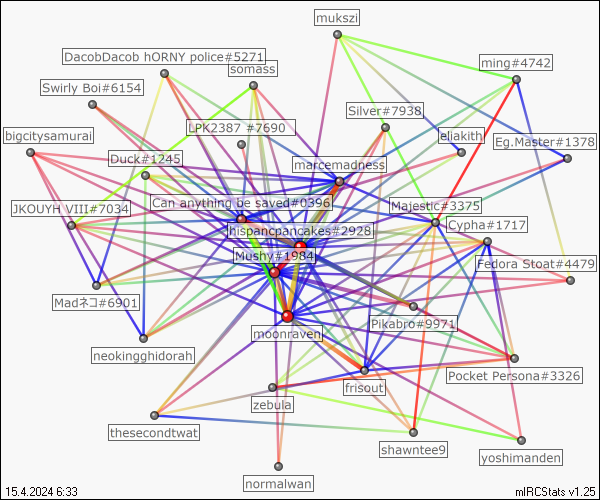 mukszi
DacobDacob hORNY police#5271
ming#4742
somass
Swirly Boi#6154
Silver#7938
LPK2387 #7690
bigcitysamurai
eliakith
Eg.Master#1378
Duck#1245
marcemadness
Can anything be saved#0396
Majestic#3375
JKOUYH VIII#7034
Cypha#1717
hispancpancakes#2928
Mushy#1984
Fedora Stoat#4479
Madネコ#6901
Pikabro#9971
moonraven
neokingghidorah
Pocket Persona#3326
frisout
zebula
thesecondtwat
shawntee9
yoshimanden
normalwan
15.4.2024 6:33
mIRCStats v1.25